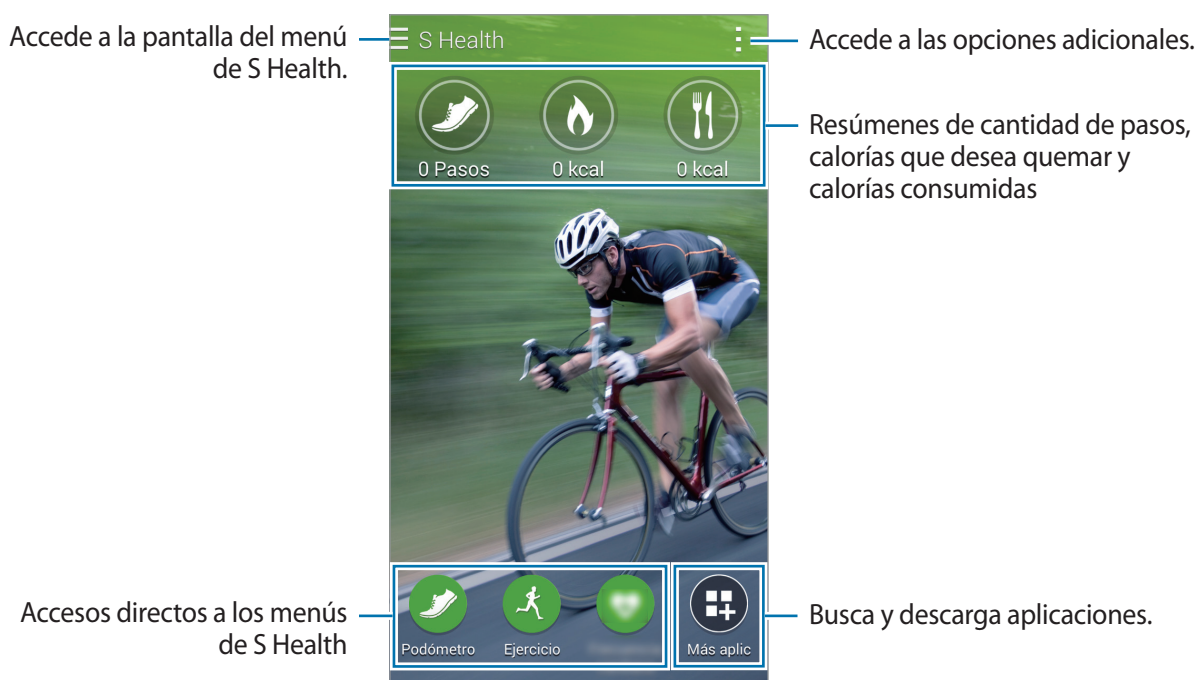 Accede a la pantalla del menú
de S Health.
S Health
Accede a las opciones adicionales.
0 Pasos
0 kcal
0 kcal
Resúmenes de cantidad de pasos,
calorías que desea quemar y
calorías consumidas
Accesos directos a los menús
de S Health
Podómetro
Ejercicio
Más aplic
Busca y descarga aplicaciones.